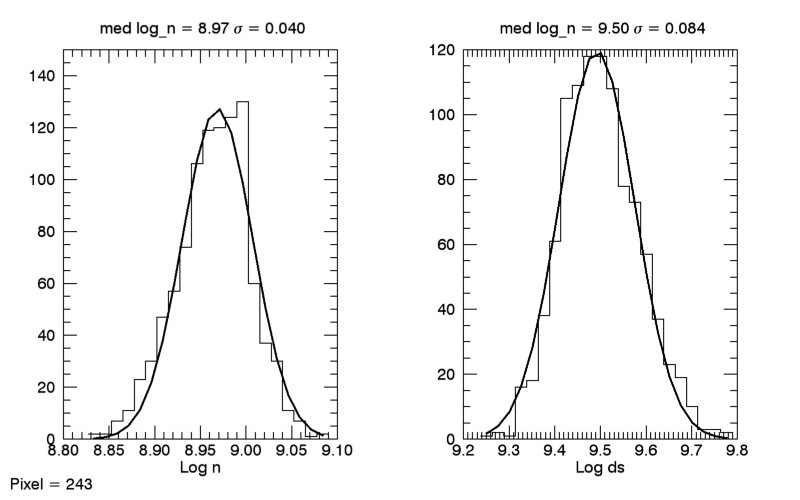 med log_n = 8.97 σ = 0.040
med log_n = 9.50 σ = 0.084
140
120
100
80
60
40
20
0
8.80 8.85 8.90 8.95 9.00 9.05 9.10
Log n
120
100
80
60
40
20
0
9.2 9.3 9.4 9.5 9.6 9.7 9.8
Log ds
Pixel = 243